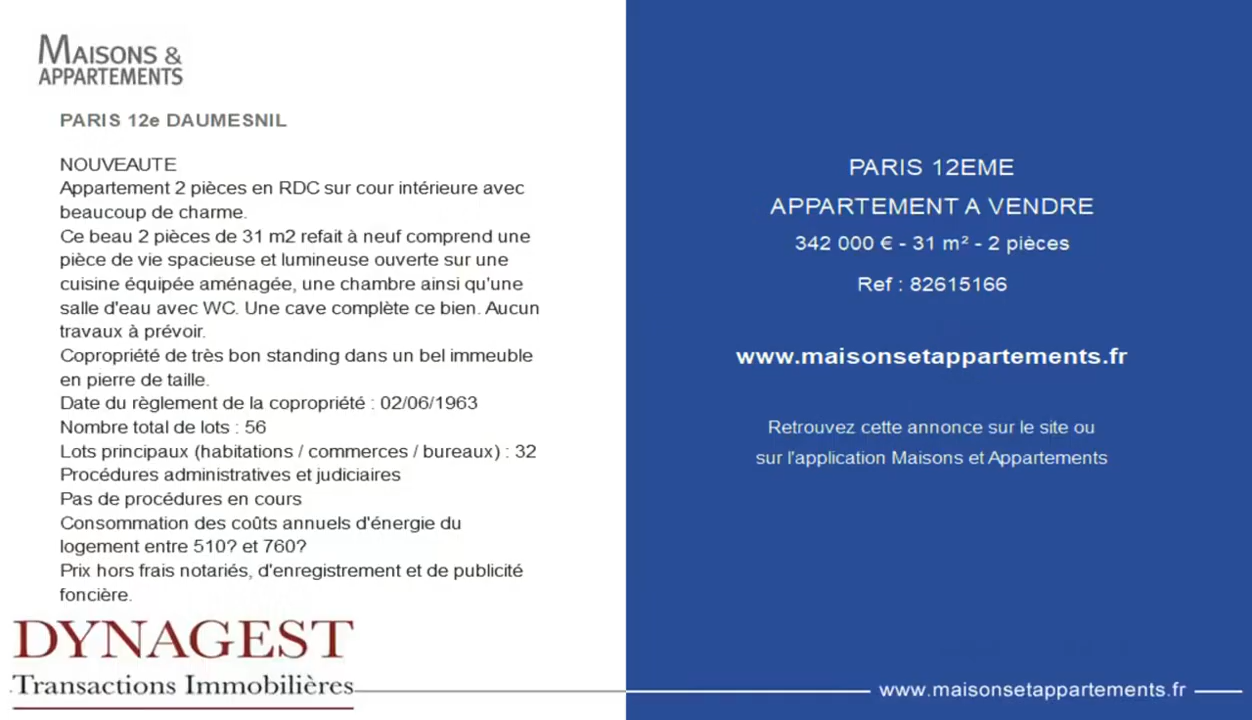 MAISONS &
APPARTEMENTS
PARIS 12e DAUMESNIL
NOUVEAUTE
Appartement 2 pièces en RDC sur cour intérieure avec
beaucoup de charme.
Ce beau 2 pièces de 31 m2 refait à neuf comprend une
pièce de vie spacieuse et lumineuse ouverte sur une
cuisine équipée aménagée, une chambre ainsi qu'une
salle d'eau avec WC. Une cave complète ce bien. Aucun
travaux à prévoir.
Copropriété de très bon standing dans un bel immeuble
en pierre de taille.
Date du règlement de la copropriété : 02/06/1963
Nombre total de lots : 56
Lots principaux (habitations / commerces / bureaux) : 32
Procédures administratives et judiciaires
Pas de procédures en cours
Consommation des coûts annuels d'énergie du
logement entre 510? et 760?
Prix hors frais notariés, d'enregistrement et de publicité
foncière.
DYNAGEST
Transactions Immobilières
PARIS 12EME
APPARTEMENT A VENDRE
342 000 € - 31 m² - 2 pièces
Ref : 82615166
www.maisonsetappartements.fr
Retrouvez cette annonce sur le site ou
sur l'application Maisons et Appartements
www.maisonsetappartements.fr